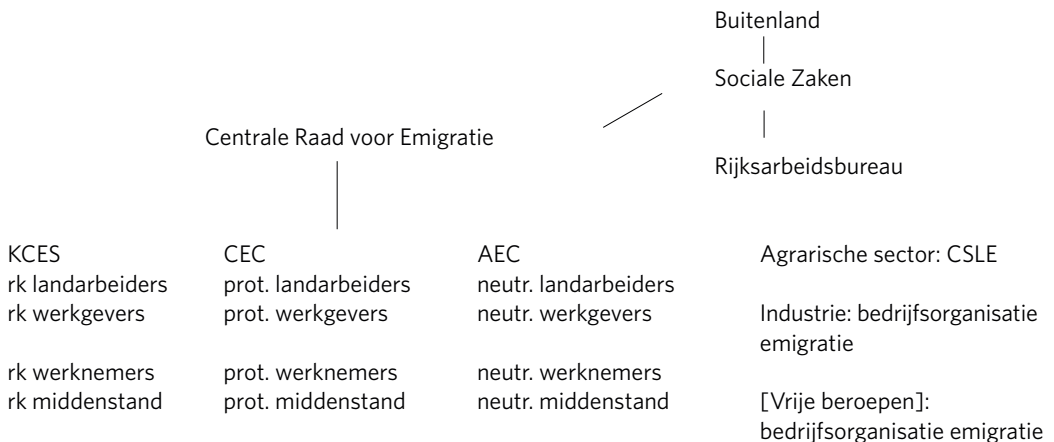 Buitenland
Sociale Zaken
Centrale Raad voor Emigratie
Rijksarbeidsbureau
KCES
rk landarbeiders
rk werkgevers
rk werknemers
rk middenstand
CEC
prot. landarbeiders
prot. werkgevers
prot. werknemers
prot. middenstand
AEC
neutr. landarbeiders
neutr. werkgevers
neutr. werknemers
neutr. middenstand
Agrarische sector: CSLE
Industrie: bedrijfsorganisatie
emigratie
[Vrije beroepen]:
bedrijfsorganisatie emigratie